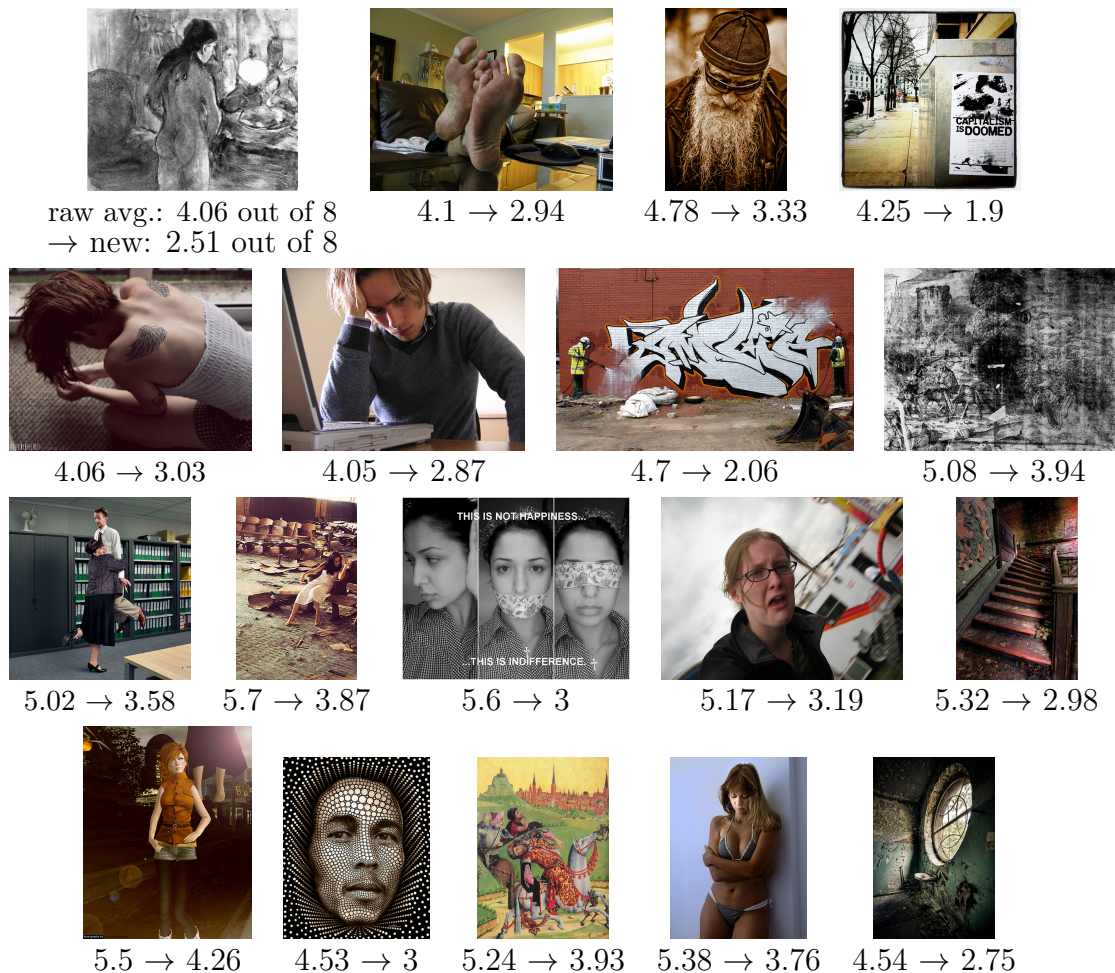 CAPITALISM
IS DOOMED
raw avg.: 4.06 out of 8
→ new: 2.51 out of 8
4.1 → 2.94
4.78 → 3.33
4.25 → 1.9
4.06 → 3.03
4.05 → 2.87
4.7 → 2.06
5.08 → 3.94
THIS IS NOT HAPPINESS...
...THIS IS INDIFFERENCE.
5.02 → 3.58
5.7 → 3.87
5.6 → 3
5.17 → 3.19
5.32 → 2.98
5.5 → 4.26
4.53 → 3
5.24 → 3.93
5.38 → 3.76
4.54 → 2.75